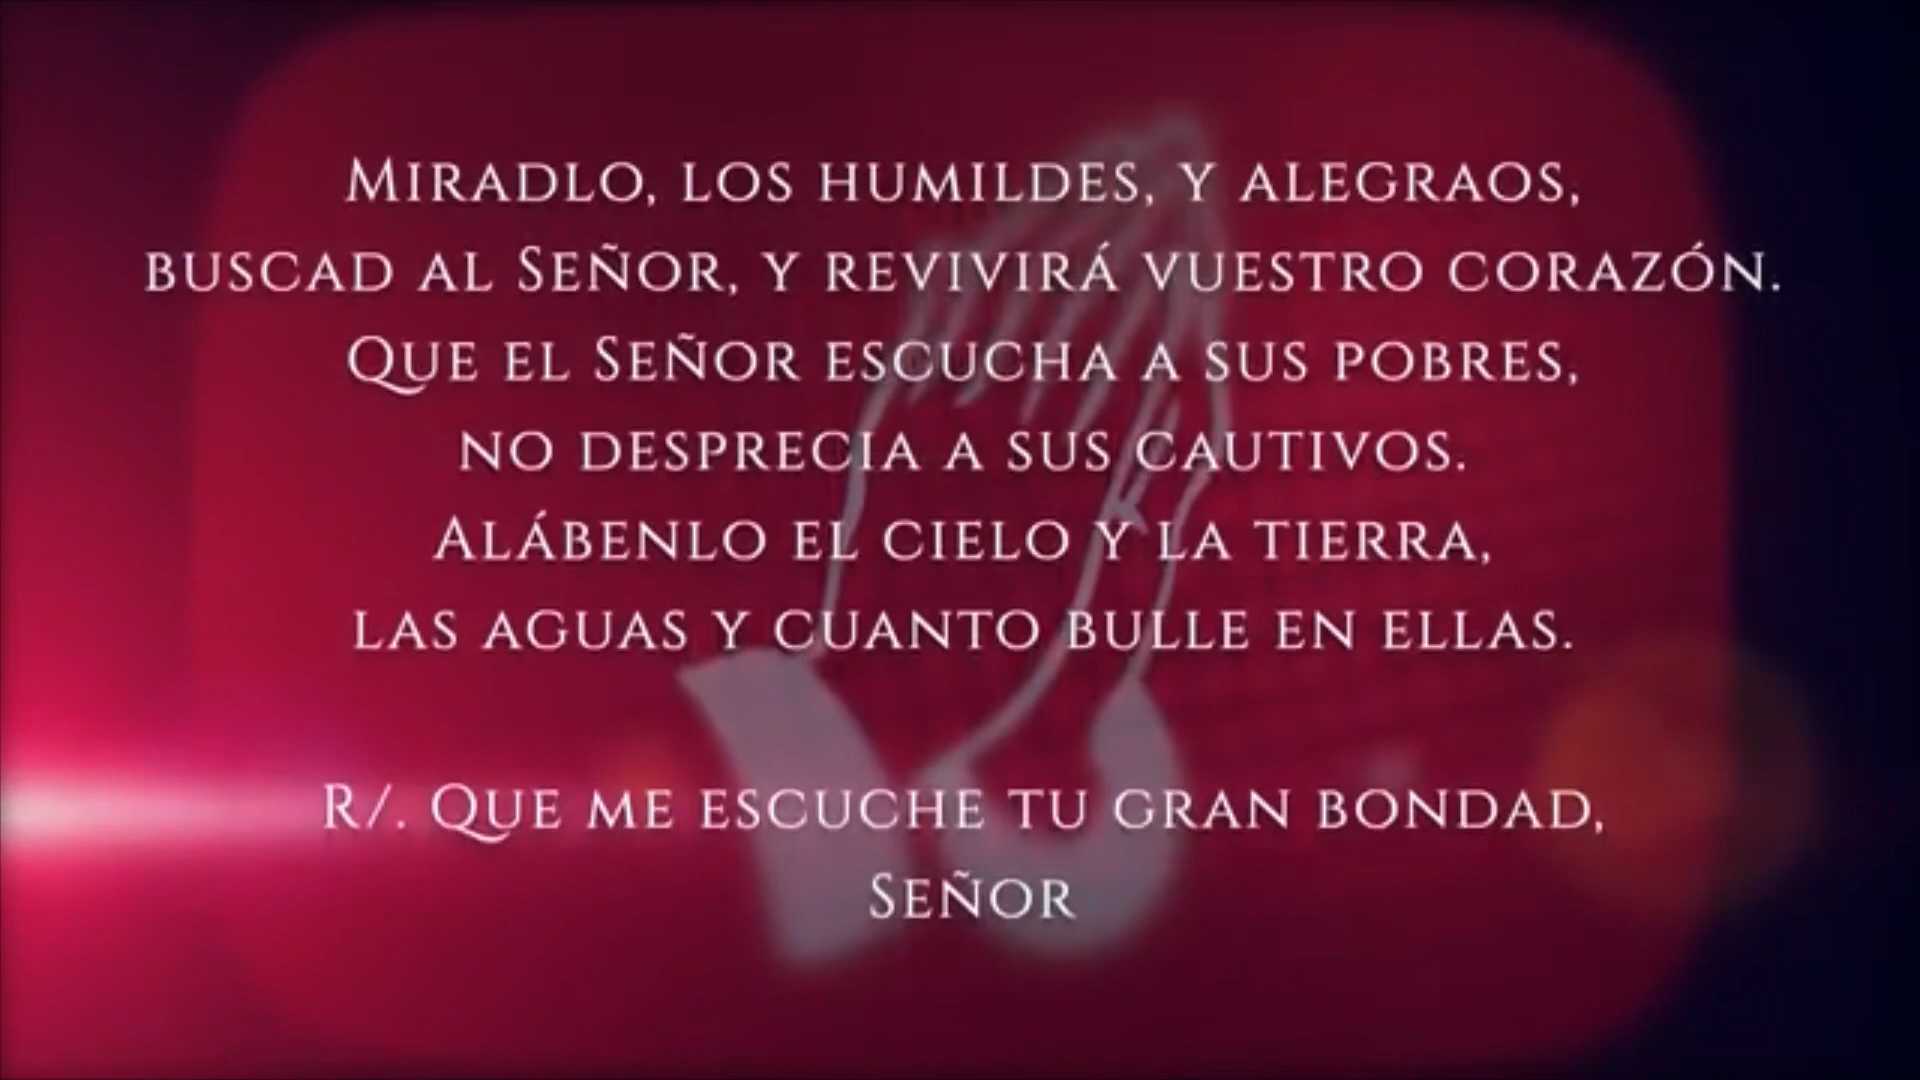 Miradlo, los humildes, y alegraos,
buscad al Señor, y revivirá vuestro corazón.
Que el Señor escucha a sus pobres,
no desprecia a sus cautivos.
Alábenlo el cielo y la tierra,
las aguas y cuanto bulle en ellas.
R/. Que me escuche tu gran bondad,
Señor